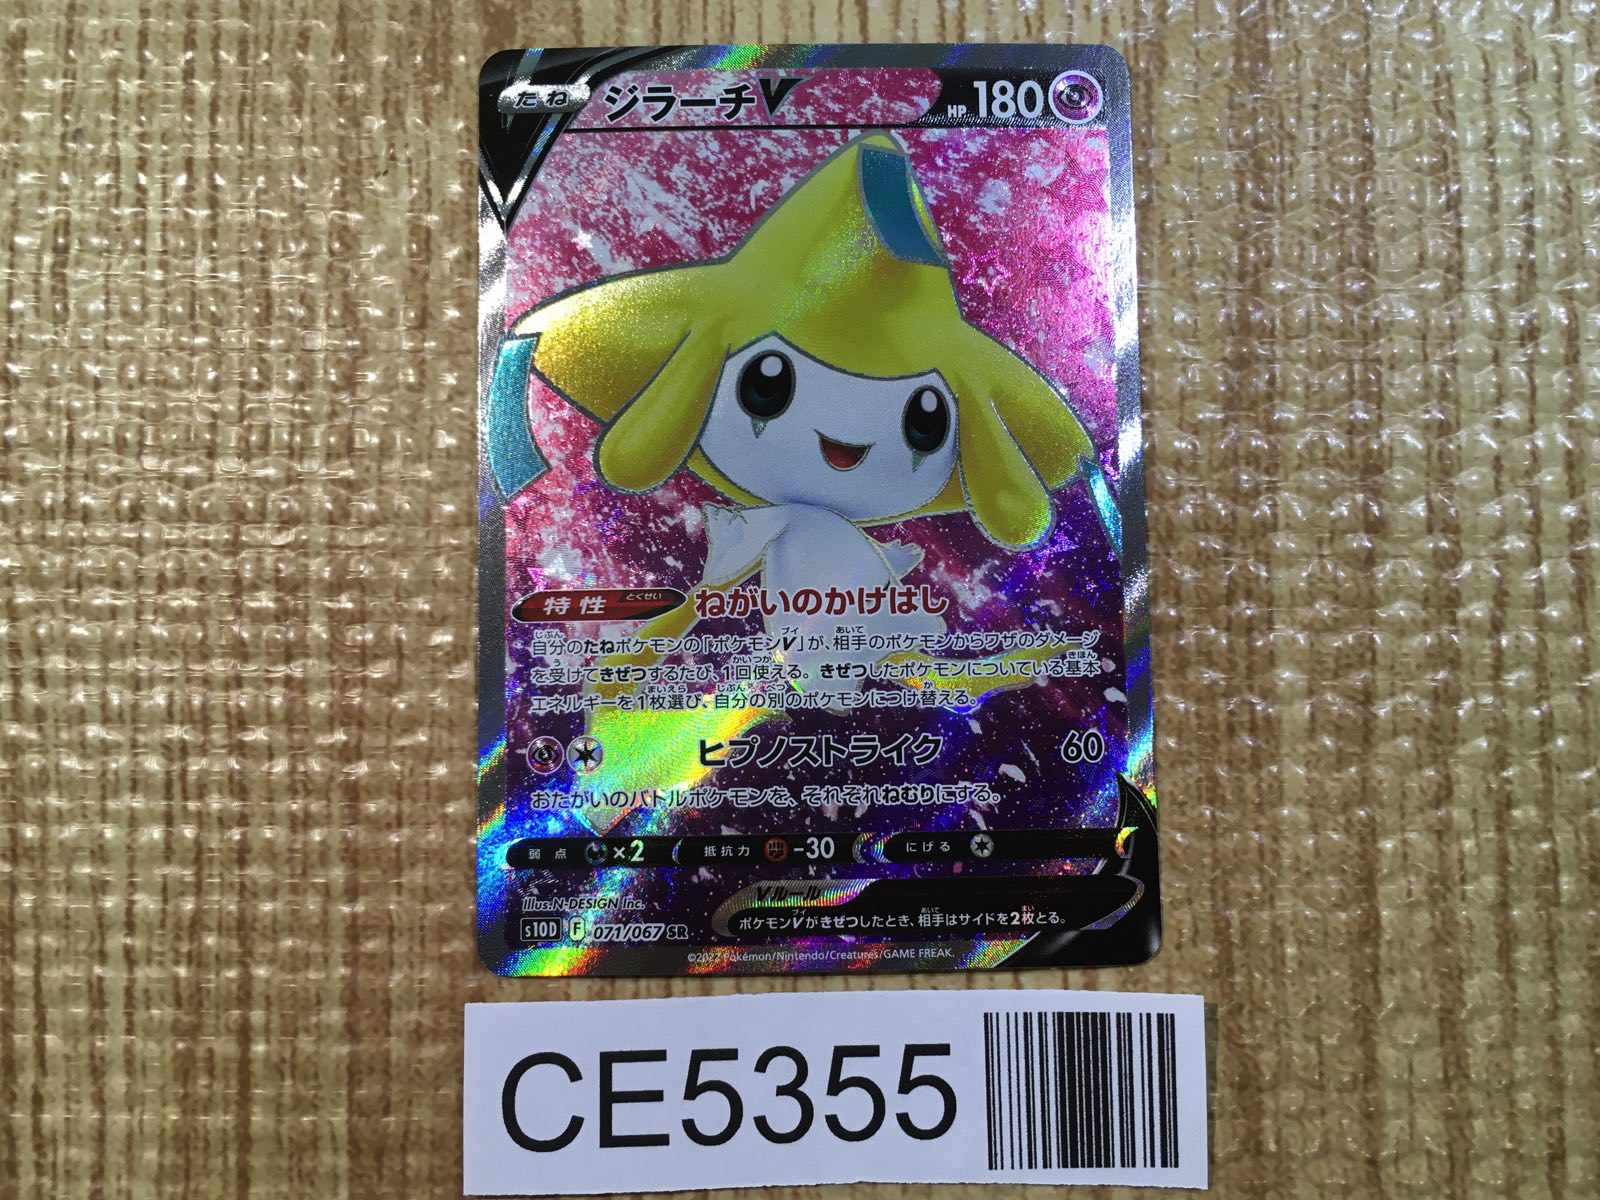 たね ジラーチV HP 180
特性 とくせい ねがいのかけはし
自分のたねポケモンの「ポケモンV」が、相手のポケモンからワザのダメージ
を受けてきぜつするたび、1回使える。きぜつしたポケモンについている基本
エネルギーを1枚選び、自分の別のポケモンにつけ替える。
ヒプノストライク 60
おたがいのバトルポケモンを、それぞれねむりにする。
弱点 ×2 抵抗力 -30 にげる
Vルール
ポケモンVがきぜつしたとき、相手はサイドを2枚とる。
Illus.N-DESIGN Inc.
s10D F 071/067 SR
©2022 Pokémon/Nintendo/Creatures/GAME FREAK.
CE5355